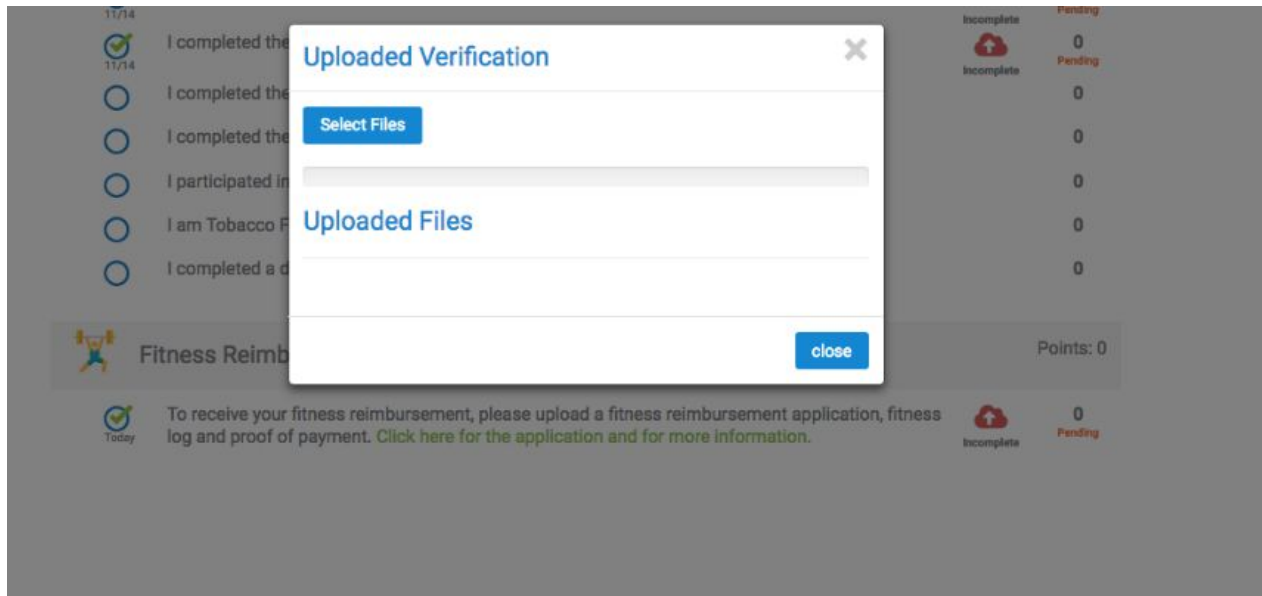 11/14
Incomplete
Pending
I completed the
11/14
Incomplete
0
Pending
I completed the
0
I completed the
0
I participated in
0
I am Tobacco F
0
I completed a d
0
Uploaded Verification
×
Select Files
Uploaded Files
close
Fitness Reimb
Points: 0
To receive your fitness reimbursement, please upload a fitness reimbursement application, fitness
log and proof of payment. Click here for the application and for more information.
Today
Incomplete
0
Pending